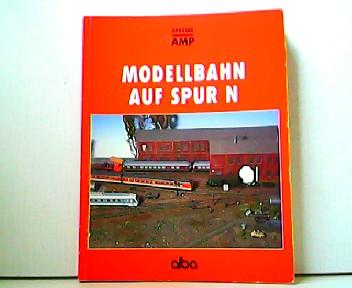 SPEZIAL
AMP
MODELLBAHN
AUF SPUR N
alba